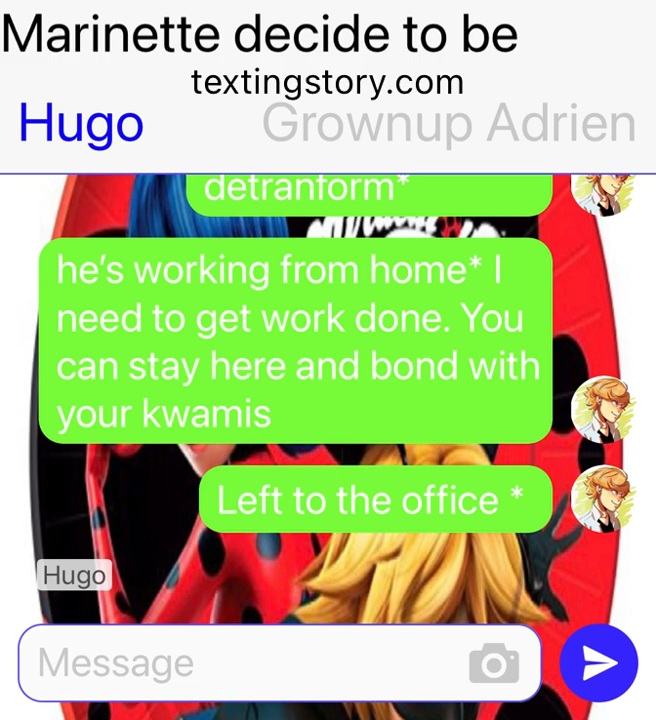 Marinette decide to be
textingstory.com
Hugo Grownup Adrien
detranform*
he's working from home* I
need to get work done. You
can stay here and bond with
your kwamis
Left to the office *
Hugo
Message